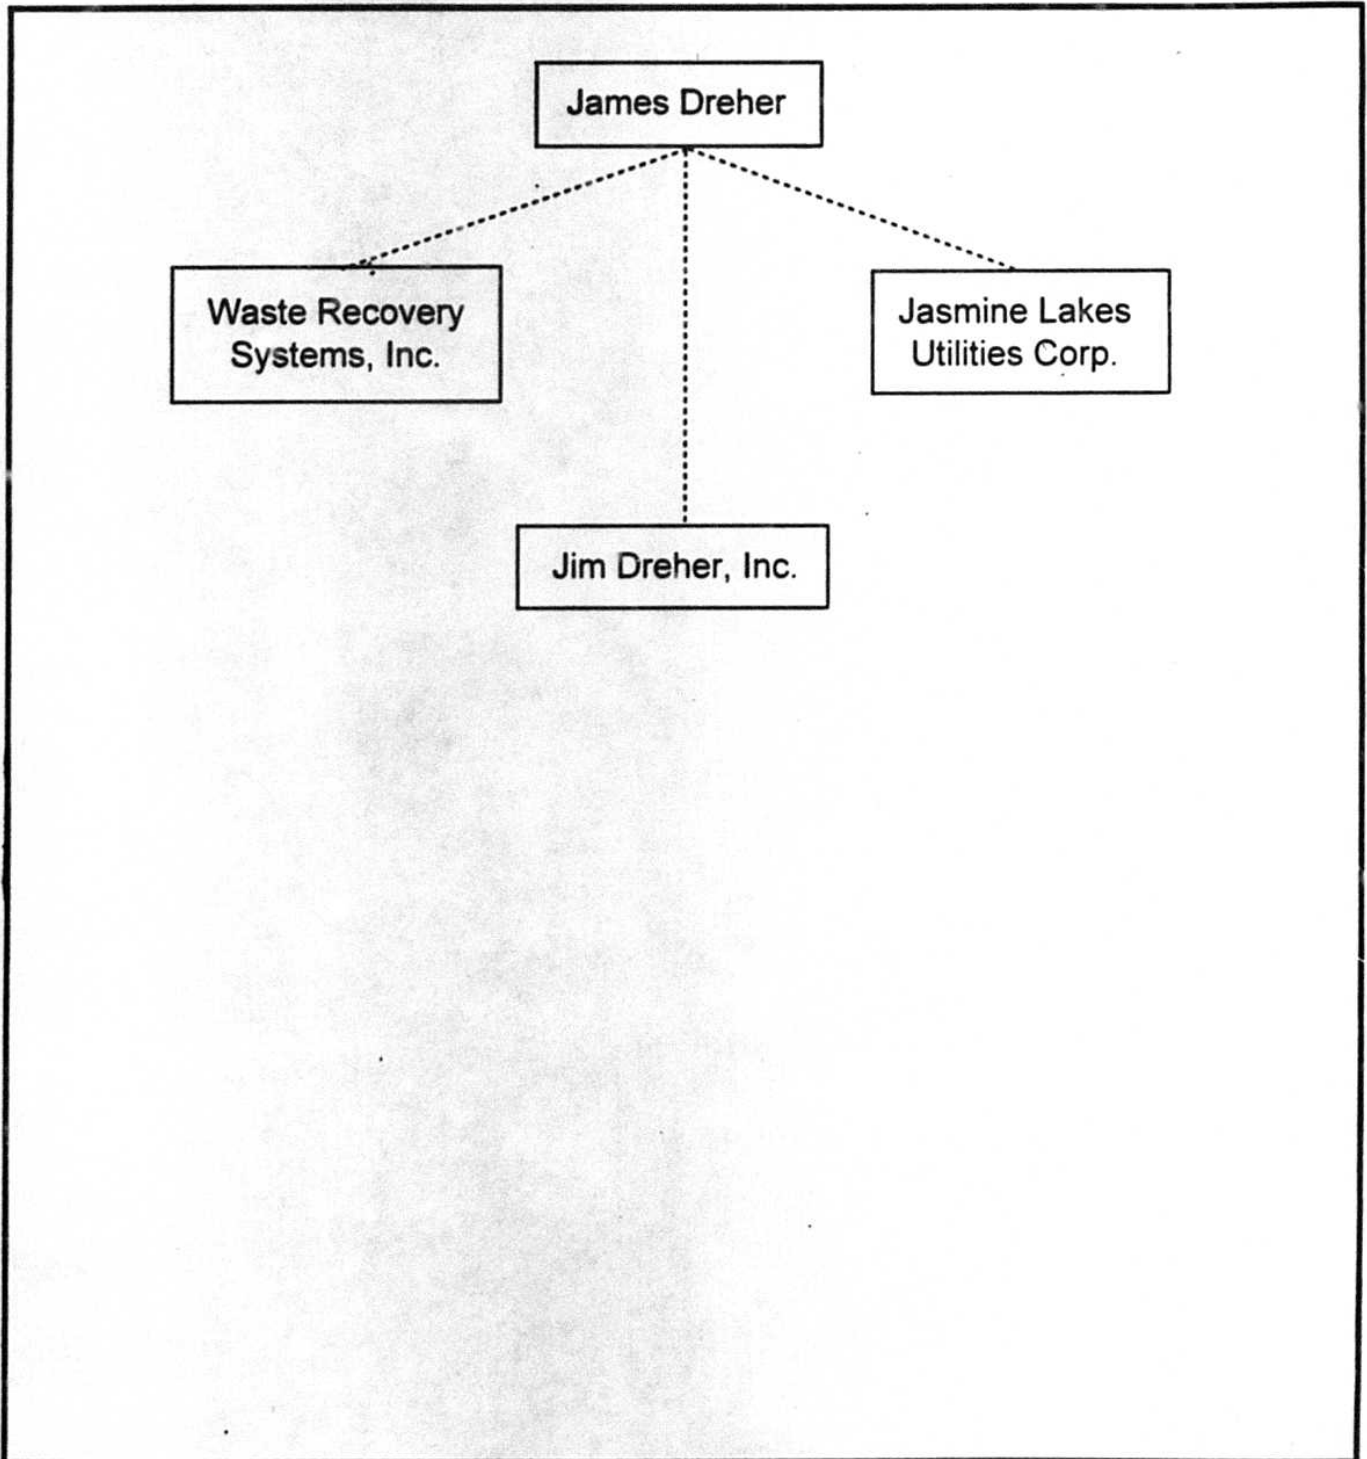 James Dreher
Waste Recovery
Systems, Inc.
Jasmine Lakes
Utilities Corp.
Jim Dreher, Inc.